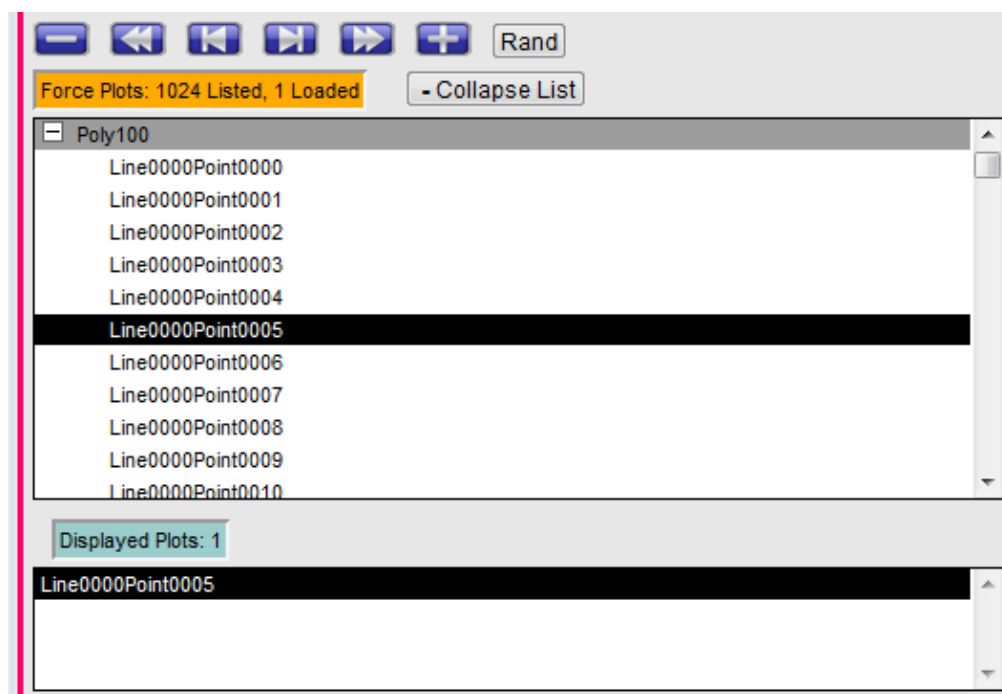 Rand
Force Plots: 1024 Listed, 1 Loaded
- Collapse List
Poly100
Line0000Point0000
Line0000Point0001
Line0000Point0002
Line0000Point0003
Line0000Point0004
Line0000Point0005
Line0000Point0006
Line0000Point0007
Line0000Point0008
Line0000Point0009
Line0000Point0010
Displayed Plots: 1
Line0000Point0005